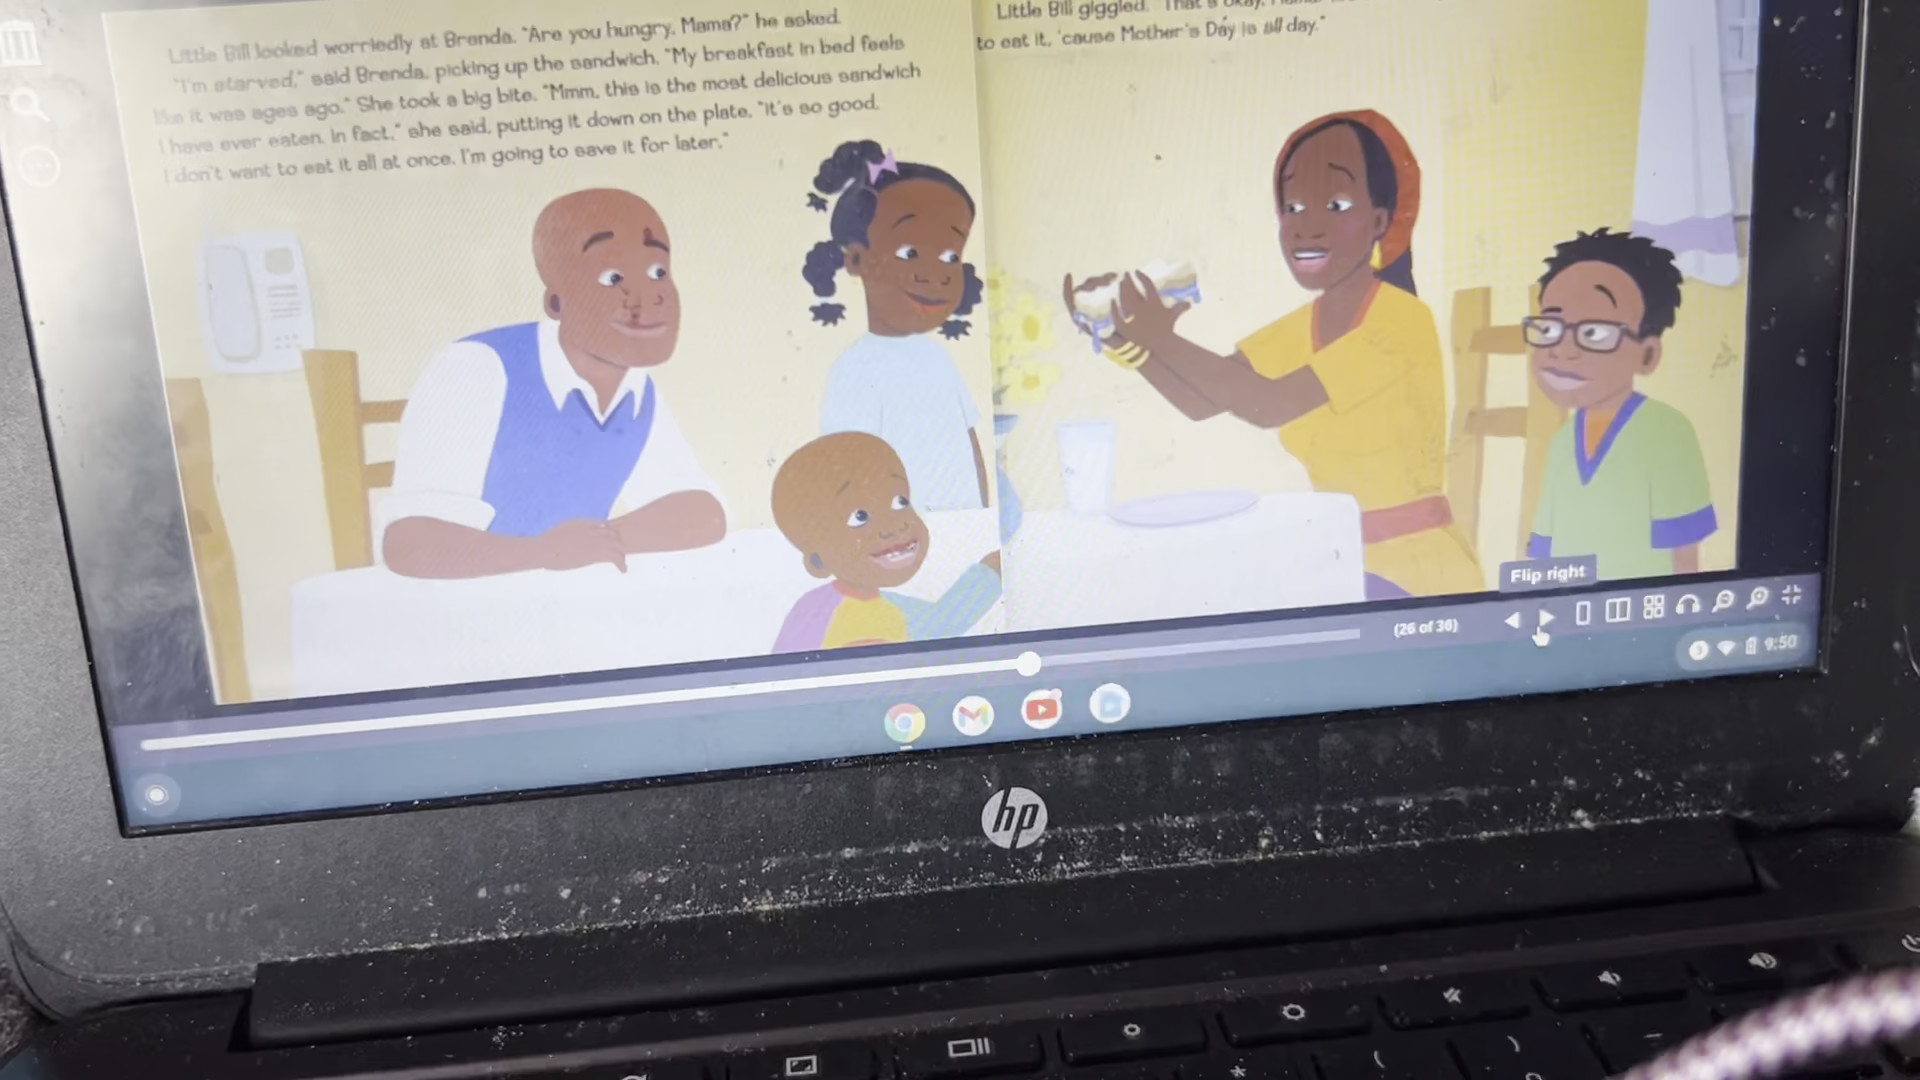 Little Bill looked worriedly at Brenda. "Are you hungry, Mama?" he asked.
"I'm starved," said Brenda, picking up the sandwich. "My breakfast in bed feels
like it was ages ago." She took a big bite. "Mmm, this is the most delicious sandwich
I have ever eaten. In fact," she said, putting it down on the plate, "it's so good,
I don't want to eat it all at once. I'm going to save it for later."
Little Bill giggled. "That's okay,
to eat it, 'cause Mother's Day is all day."
Flip right
(26 of 36)
9:50
hp